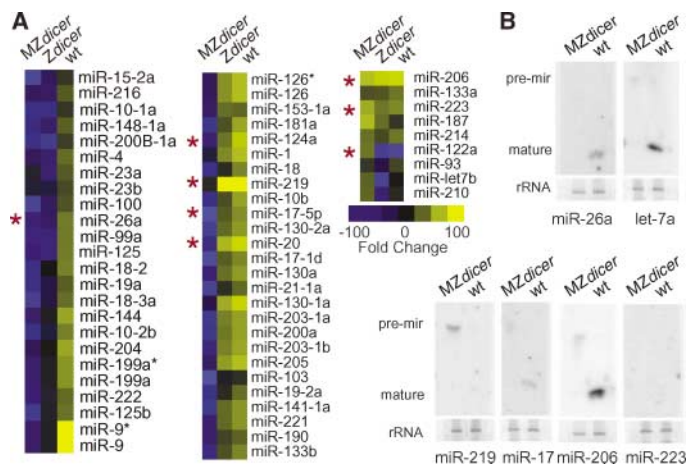 A
MZdicer
Zdicer
wt
miR-15-2a
miR-216
miR-10-1a
miR-148-1a
miR-200B-1a
miR-4
miR-23a
miR-23b
miR-100
* miR-26a
miR-99a
miR-125
miR-18-2
miR-19a
miR-18-3a
miR-144
miR-10-2b
miR-204
miR-199a*
miR-199a
miR-222
miR-125b
miR-9*
miR-9
MZdicer
Zdicer
wt
miR-126*
miR-126
miR-153-1a
miR-181a
* miR-124a
miR-1
miR-18
* miR-219
miR-10b
* miR-17-5p
miR-130-2a
* miR-20
miR-17-1d
miR-130a
miR-21-1a
miR-130-1a
miR-203-1a
miR-200a
miR-203-1b
miR-205
miR-103
miR-19-2a
miR-141-1a
miR-221
miR-190
miR-133b
MZdicer
Zdicer
wt
* miR-206
miR-133a
* miR-223
miR-187
miR-214
* miR-122a
miR-93
miR-let7b
miR-210
-100 0 100
Fold Change
B
MZdicer
wt
MZdicer
wt
pre-mir
mature
rRNA
miR-26a let-7a
MZdicer
wt
MZdicer
wt
MZdicer
wt
MZdicer
wt
pre-mir
mature
rRNA
miR-219 miR-17 miR-206 miR-223